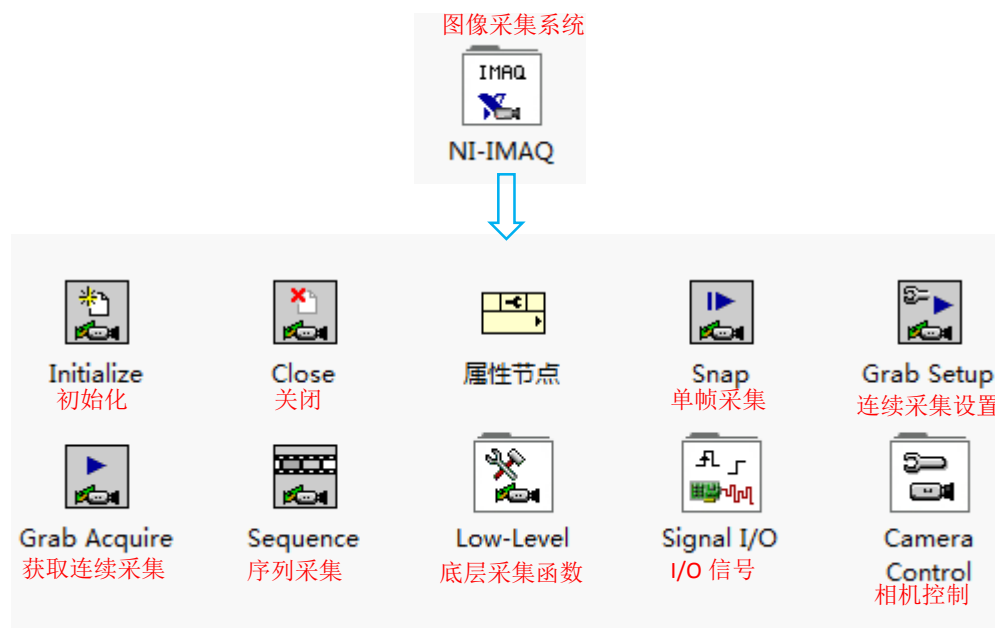 图像采集系统
IMAQ
NI-IMAQ
Initialize
初始化
Close
关闭
属性节点
Snap
单帧采集
Grab Setup
连续采集设置
Grab Acquire
获取连续采集
Sequence
序列采集
Low-Level
底层采集函数
Signal I/O
I/O 信号
Camera
Control
相机控制